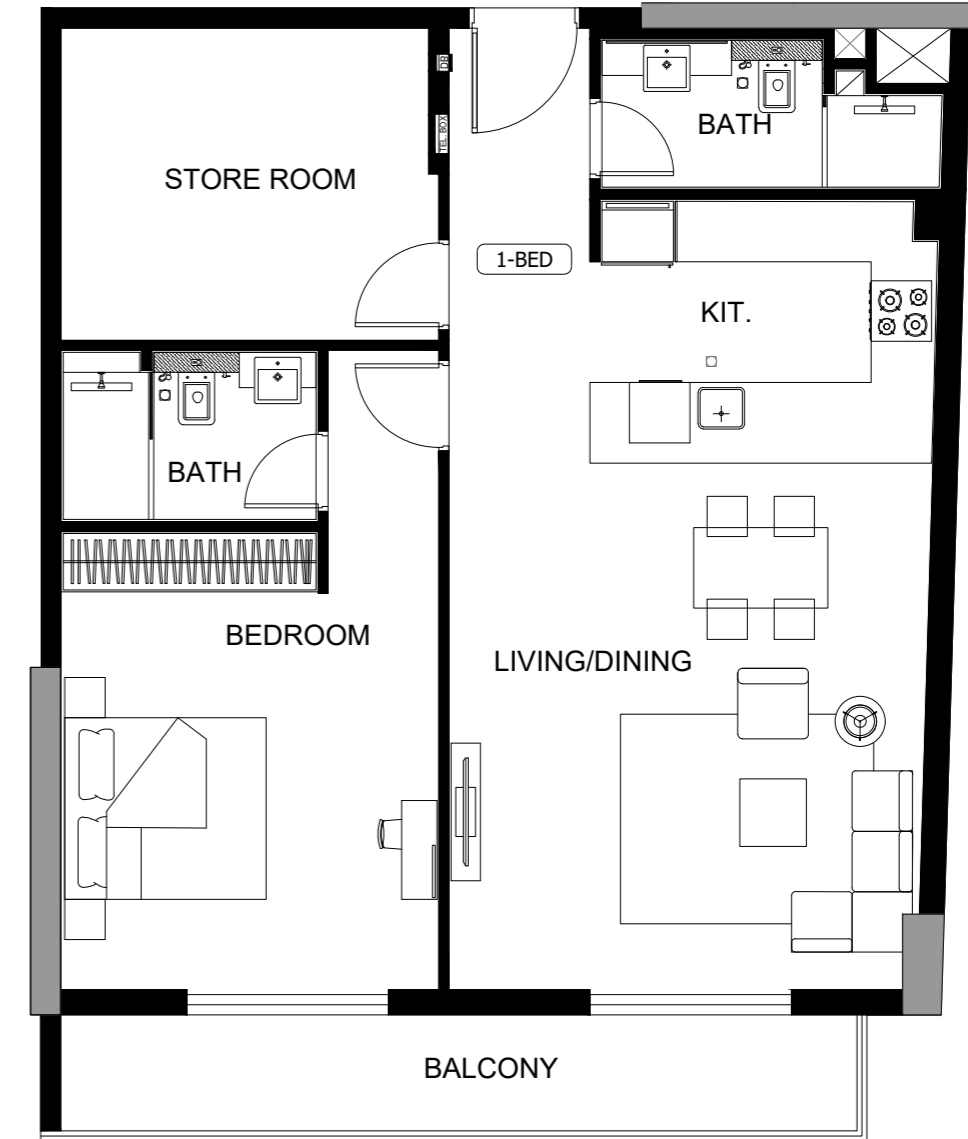 DB
TEL. BOX
BATH
STORE ROOM
1-BED
KIT.
BATH
BEDROOM
LIVING/DINING
BALCONY